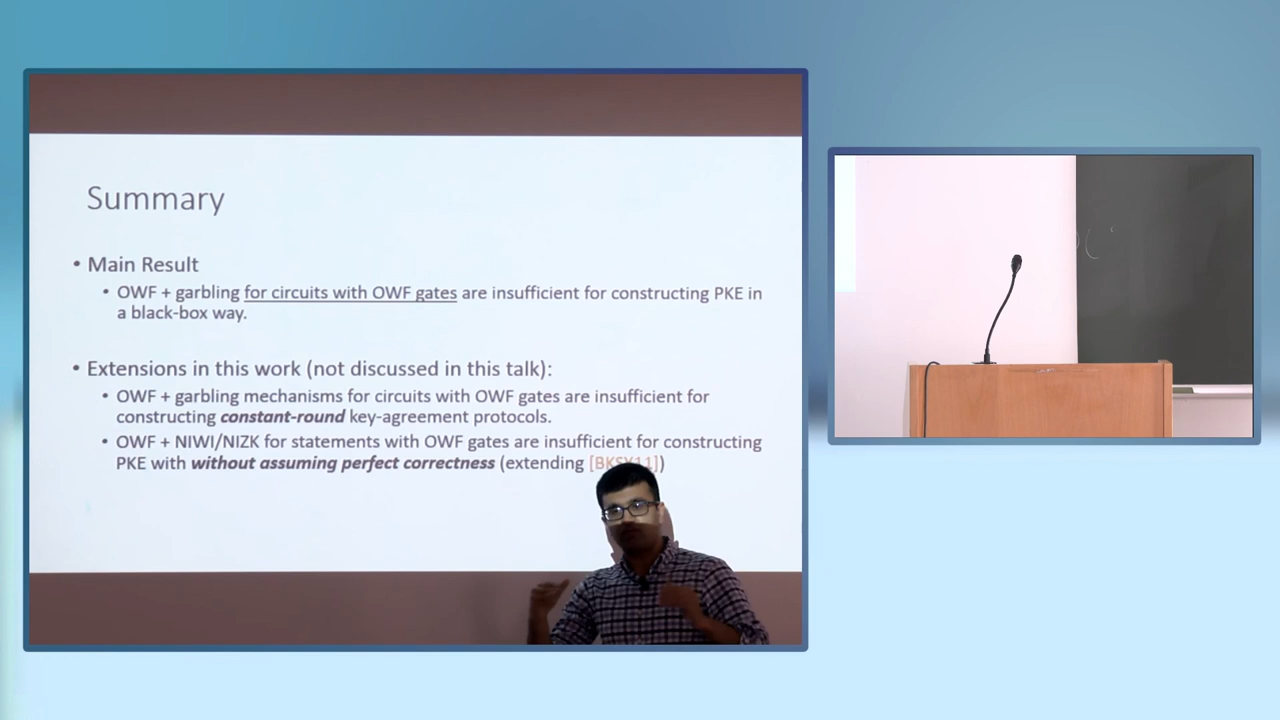 Summary
• Main Result
• OWF + garbling for circuits with OWF gates are insufficient for constructing PKE in
a black-box way.
• Extensions in this work (not discussed in this talk):
• OWF + garbling mechanisms for circuits with OWF gates are insufficient for
constructing constant-round key-agreement protocols.
• OWF + NIWI/NIZK for statements with OWF gates are insufficient for constructing
PKE with without assuming perfect correctness (extending [BKSY11])